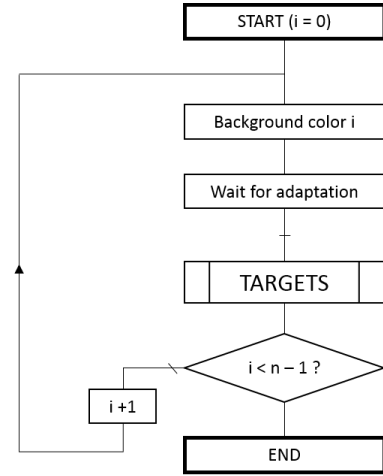 START (i = 0)
Background color i
Wait for adaptation
TARGETS
i < n – 1 ?
i +1
END